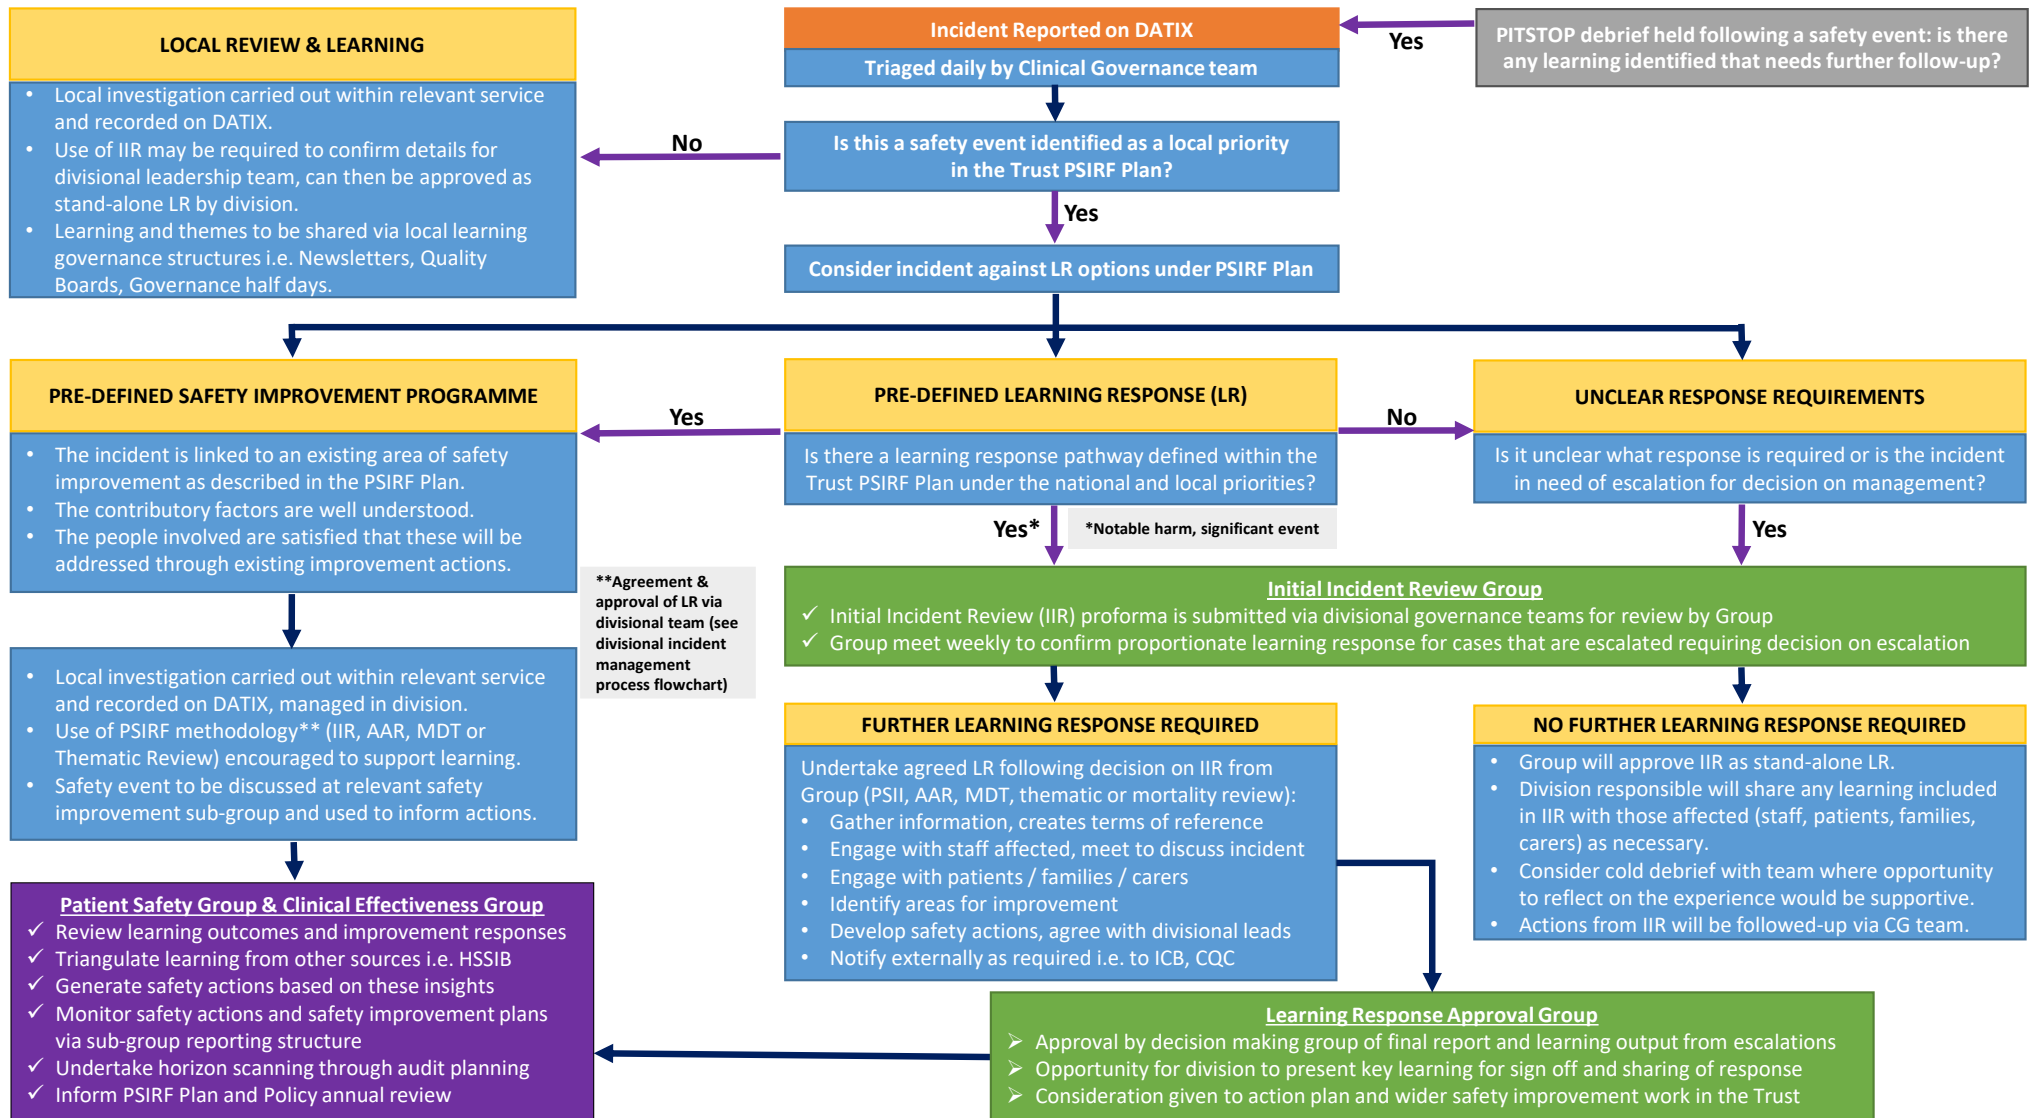 LOCAL REVIEW & LEARNING
• Local investigation carried out within relevant service
and recorded on DATIX.
• Use of IIR may be required to confirm details for
divisional leadership team, can then be approved as
stand-alone LR by division.
• Learning and themes to be shared via local learning
governance structures i.e. Newsletters, Quality
Boards, Governance half days.
Incident Reported on DATIX
Triaged daily by Clinical Governance team
Yes
PITSTOP debrief held following a safety event: is there
any learning identified that needs further follow-up?
No
Is this a safety event identified as a local priority
in the Trust PSIRF Plan?
Yes
Consider incident against LR options under PSIRF Plan
PRE-DEFINED SAFETY IMPROVEMENT PROGRAMME
• The incident is linked to an existing area of safety
improvement as described in the PSIRF Plan.
• The contributory factors are well understood.
• The people involved are satisfied that these will be
addressed through existing improvement actions.
Yes
PRE-DEFINED LEARNING RESPONSE (LR)
Is there a learning response pathway defined within the
Trust PSIRF Plan under the national and local priorities?
No
UNCLEAR RESPONSE REQUIREMENTS
Is it unclear what response is required or is the incident
in need of escalation for decision on management?
Yes*
*Notable harm, significant event
Yes
**Agreement &
approval of LR via
divisional team (see
divisional incident
management
process flowchart)
Initial Incident Review Group
✓ Initial Incident Review (IIR) proforma is submitted via divisional governance teams for review by Group
✓ Group meet weekly to confirm proportionate learning response for cases that are escalated requiring decision on escalation
• Local investigation carried out within relevant service
and recorded on DATIX, managed in division.
• Use of PSIRF methodology** (IIR, AAR, MDT or
Thematic Review) encouraged to support learning.
• Safety event to be discussed at relevant safety
improvement sub-group and used to inform actions.
FURTHER LEARNING RESPONSE REQUIRED
Undertake agreed LR following decision on IIR from
Group (PSII, AAR, MDT, thematic or mortality review):
• Gather information, creates terms of reference
• Engage with staff affected, meet to discuss incident
• Engage with patients / families / carers
• Identify areas for improvement
• Develop safety actions, agree with divisional leads
• Notify externally as required i.e. to ICB, CQC
NO FURTHER LEARNING RESPONSE REQUIRED
• Group will approve IIR as stand-alone LR.
• Division responsible will share any learning included
in IIR with those affected (staff, patients, families,
carers) as necessary.
• Consider cold debrief with team where opportunity
to reflect on the experience would be supportive.
• Actions from IIR will be followed-up via CG team.
Patient Safety Group & Clinical Effectiveness Group
✓ Review learning outcomes and improvement responses
✓ Triangulate learning from other sources i.e. HSSIB
✓ Generate safety actions based on these insights
✓ Monitor safety actions and safety improvement plans
via sub-group reporting structure
✓ Undertake horizon scanning through audit planning
✓ Inform PSIRF Plan and Policy annual review
Learning Response Approval Group
➢ Approval by decision making group of final report and learning output from escalations
➢ Opportunity for division to present key learning for sign off and sharing of response
➢ Consideration given to action plan and wider safety improvement work in the Trust